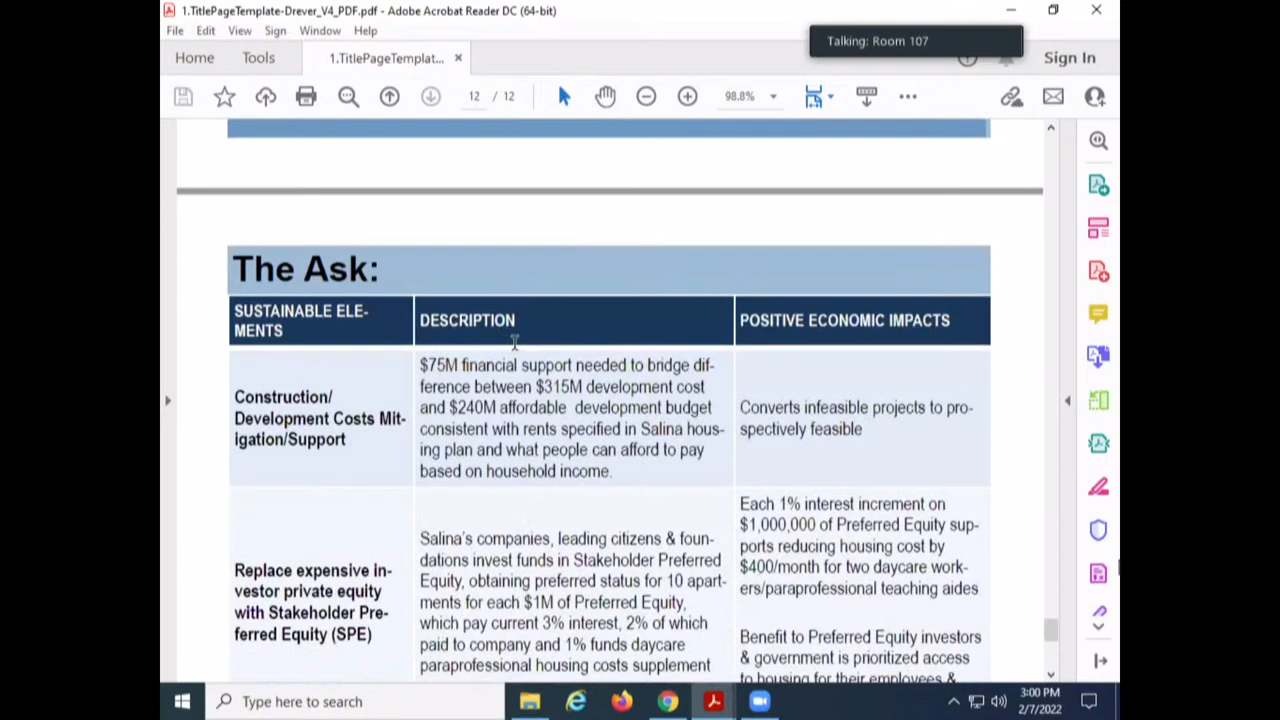 1.TitlePageTemplate-Drever_V4_PDF.pdf - Adobe Acrobat Reader DC (64-bit)
File Edit View Sign Window Help
Talking: Room 107
Home Tools 1.TitlePageTemplat... Sign In
12 / 12 98.8%
The Ask:
SUSTAINABLE ELE-
MENTS
DESCRIPTION
POSITIVE ECONOMIC IMPACTS
Construction/
Development Costs Mit-
igation/Support
$75M financial support needed to bridge dif-
ference between $315M development cost
and $240M affordable development budget
consistent with rents specified in Salina hous-
ing plan and what people can afford to pay
based on household income.
Converts infeasible projects to pro-
spectively feasible
Replace expensive in-
vestor private equity
with Stakeholder Pre-
ferred Equity (SPE)
Salina's companies, leading citizens & foun-
dations invest funds in Stakeholder Preferred
Equity, obtaining preferred status for 10 apart-
ments for each $1M of Preferred Equity,
which pay current 3% interest, 2% of which
paid to company and 1% funds daycare
paraprofessional housing costs supplement
Each 1% interest increment on
$1,000,000 of Preferred Equity sup-
ports reducing housing cost by
$400/month for two daycare work-
ers/paraprofessional teaching aides
Benefit to Preferred Equity investors
& government is prioritized access
to housing for their employees &
Type here to search
3:00 PM
2/7/2022